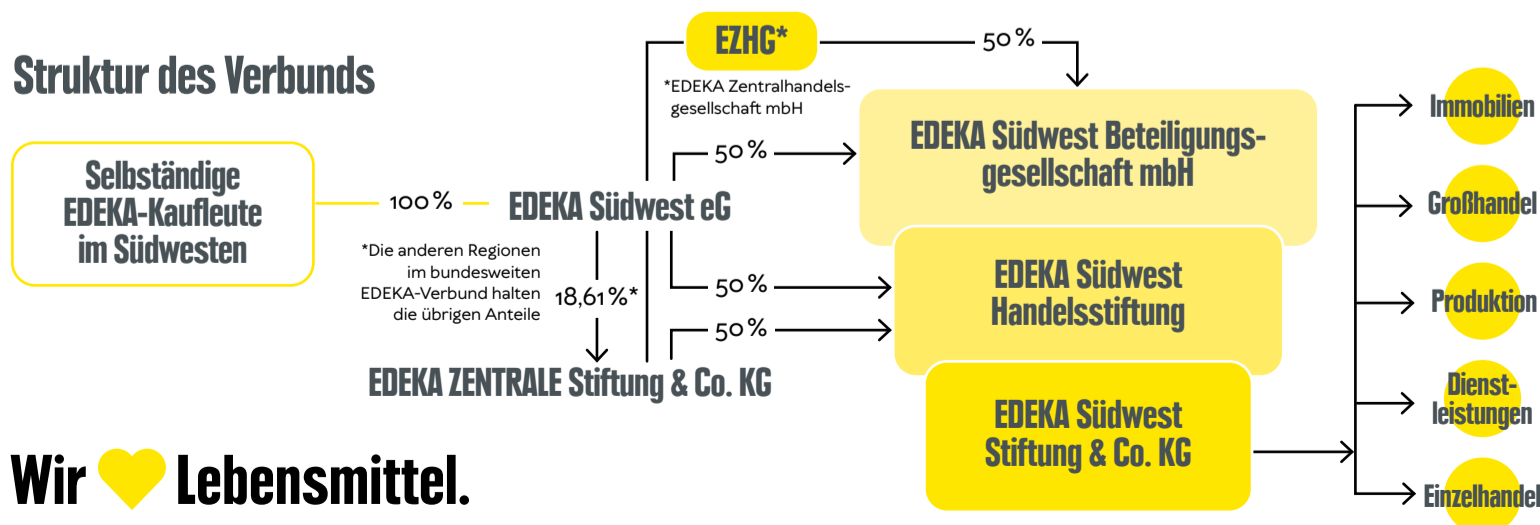 Struktur des Verbunds
Selbständige
EDEKA-Kaufleute
im Südwesten
100 %
EDEKA Südwest eG
*Die anderen Regionen
im bundesweiten
EDEKA-Verbund halten
die übrigen Anteile
18,61 %*
EDEKA ZENTRALE Stiftung & Co. KG
EZHG*
*EDEKA Zentralhandels-
gesellschaft mbH
50 %
50 %
50 %
50 %
EDEKA Südwest Beteiligungs-
gesellschaft mbH
EDEKA Südwest
Handelsstiftung
EDEKA Südwest
Stiftung & Co. KG
Immobilien
Großhandel
Produktion
Dienst-
leistungen
Einzelhandel
Wir Lebensmittel.